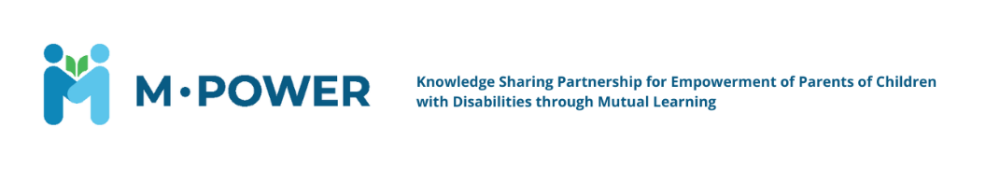 M·POWER
Knowledge Sharing Partnership for Empowerment of Parents of Children
with Disabilities through Mutual Learning